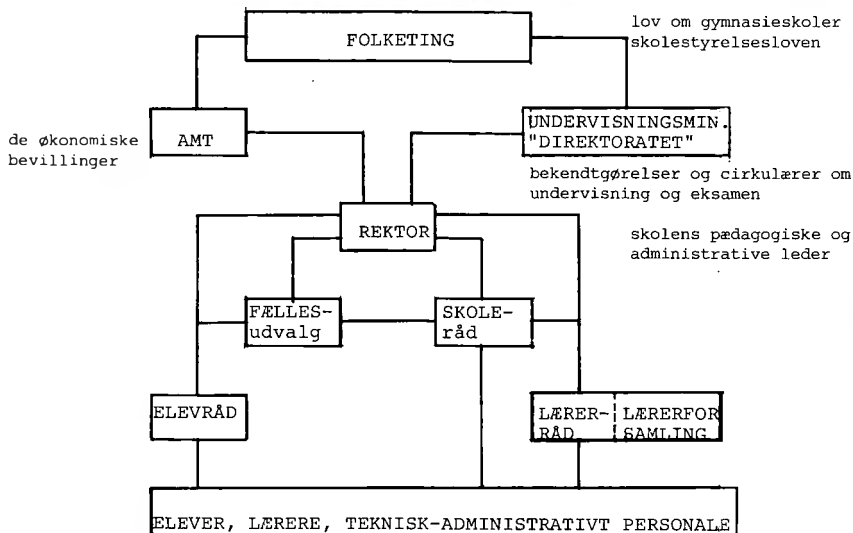 lov om gymnasieskoler
skolestyrelsesloven
FOLKETING
de økonomiske
bevillinger
AMT
UNDERVISNINGSMIN.
"DIREKTORATET"
bekendtgørelser og cirkulærer om
undervisning og eksamen
REKTOR
skolens pædagogiske og
administrative leder
FÆLLES-
udvalg
SKOLE-
råd
ELEVRÅD
LÆRER-
RÅD
LÆRERFOR
SAMLING
ELEVER, LÆRERE, TEKNISK-ADMINISTRATIVT PERSONALE